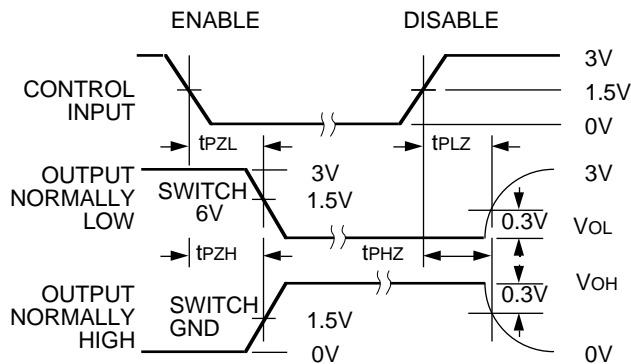 ENABLE DISABLE
CONTROL
INPUT
3V
1.5V
0V
tPZL
tPLZ
OUTPUT
NORMALLY
LOW
SWITCH
6V
3V
1.5V
3V
0.3V
VOL
tPZH
tPHZ
OUTPUT
NORMALLY
HIGH
SWITCH
GND
1.5V
0V
0.3V
VOH
0V